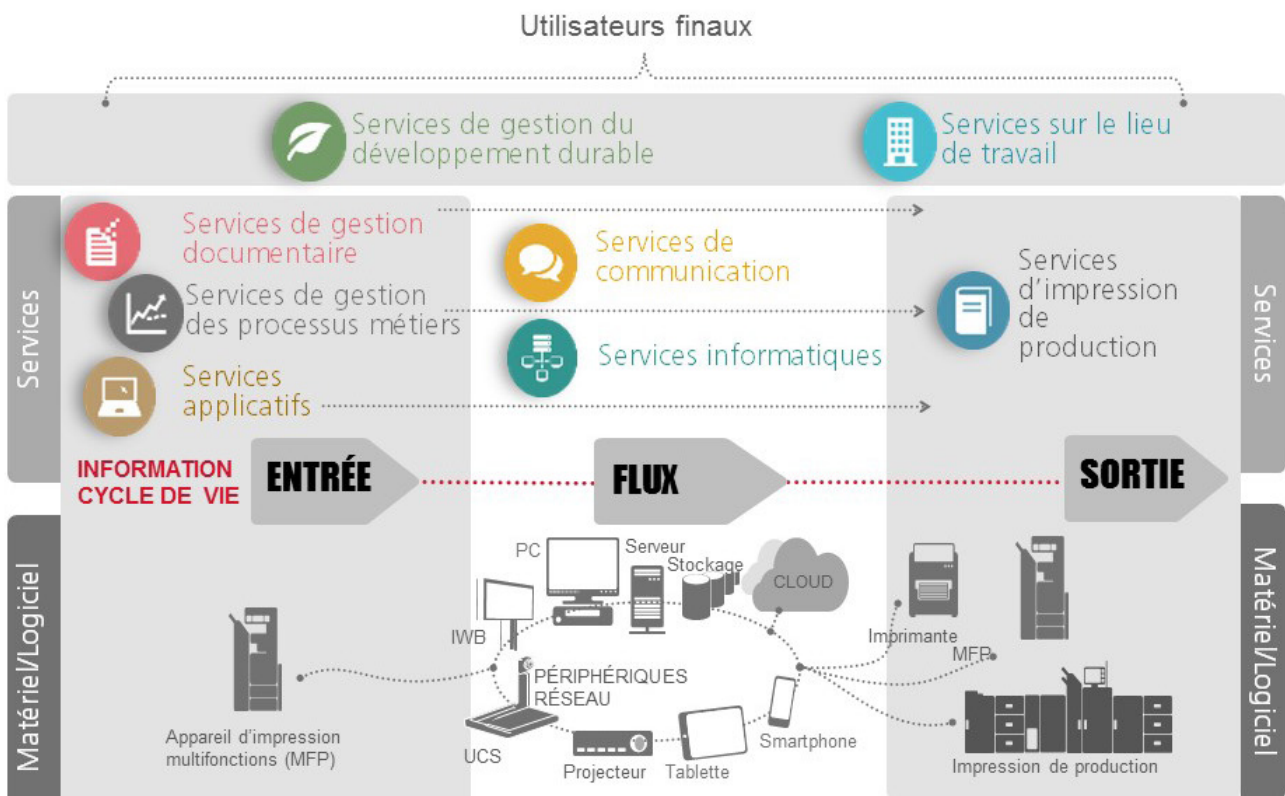 Utilisateurs finaux
Services de gestion du
développement durable
Services sur le lieu
de travail
Services
Services de gestion
documentaire
Services de gestion
des processus métiers
Services
applicatifs
Services de
communication
Services informatiques
Services
d'impression
de
production
Services
INFORMATION
CYCLE DE VIE
ENTRÉE
FLUX
SORTIE
Matériel/Logiciel
Appareil d'impression
multifonctions (MFP)
PC
Serveur
Stockage
CLOUD
IWB
PÉRIPHÉRIQUES
RÉSEAU
UCS
Projecteur
Tablette
Smartphone
Imprimante
MFP
Impression de production
Matériel/Logiciel